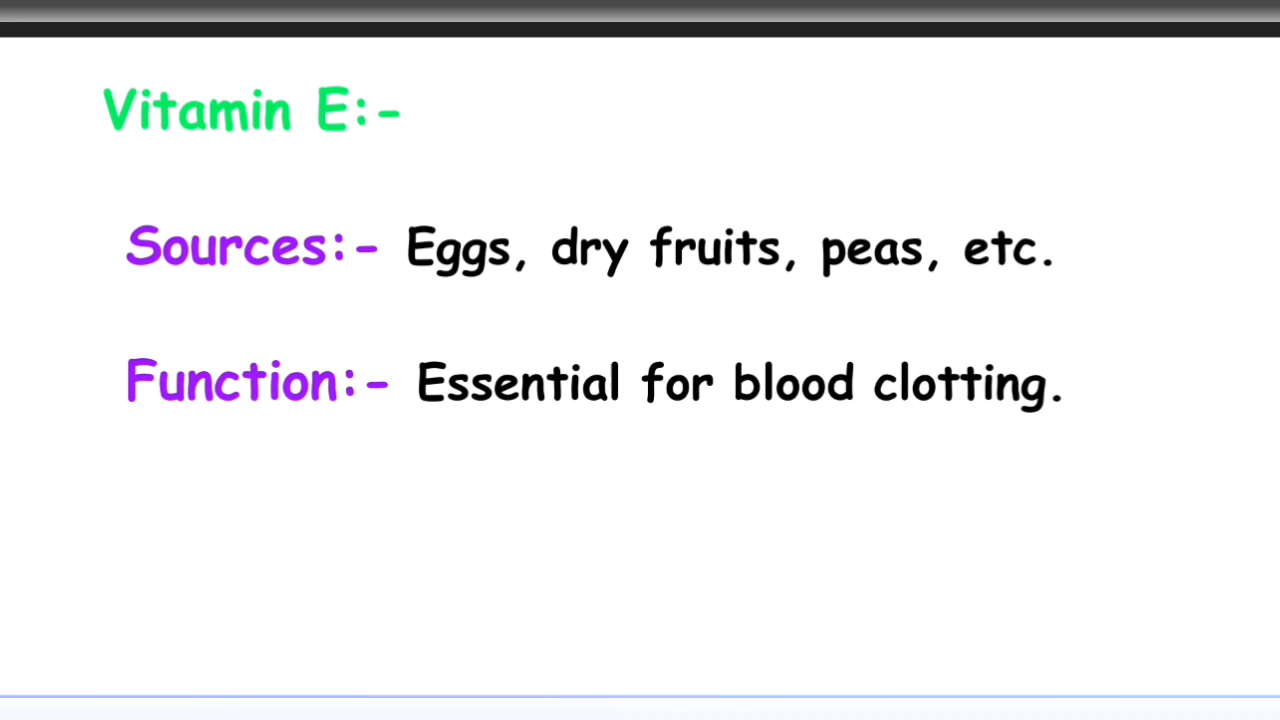 Vitamin E:-
Sources:- Eggs, dry fruits, peas, etc.
Function:- Essential for blood clotting.